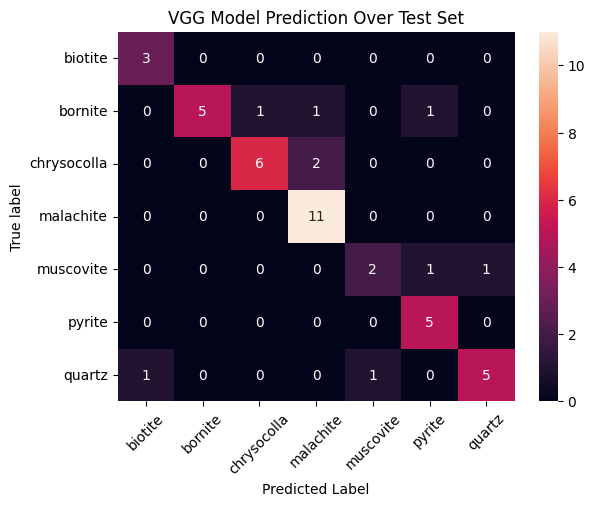 VGG Model Prediction Over Test Set
True label
biotite 3 0 0 0 0 0 0
bornite 0 5 1 1 0 1 0
chrysocolla 0 0 6 2 0 0 0
malachite 0 0 0 11 0 0 0
muscovite 0 0 0 0 2 1 1
pyrite 0 0 0 0 0 5 0
quartz 1 0 0 0 1 0 5
biotite bornite chrysocolla malachite muscovite pyrite quartz
Predicted Label
10
8
6
4
2
0